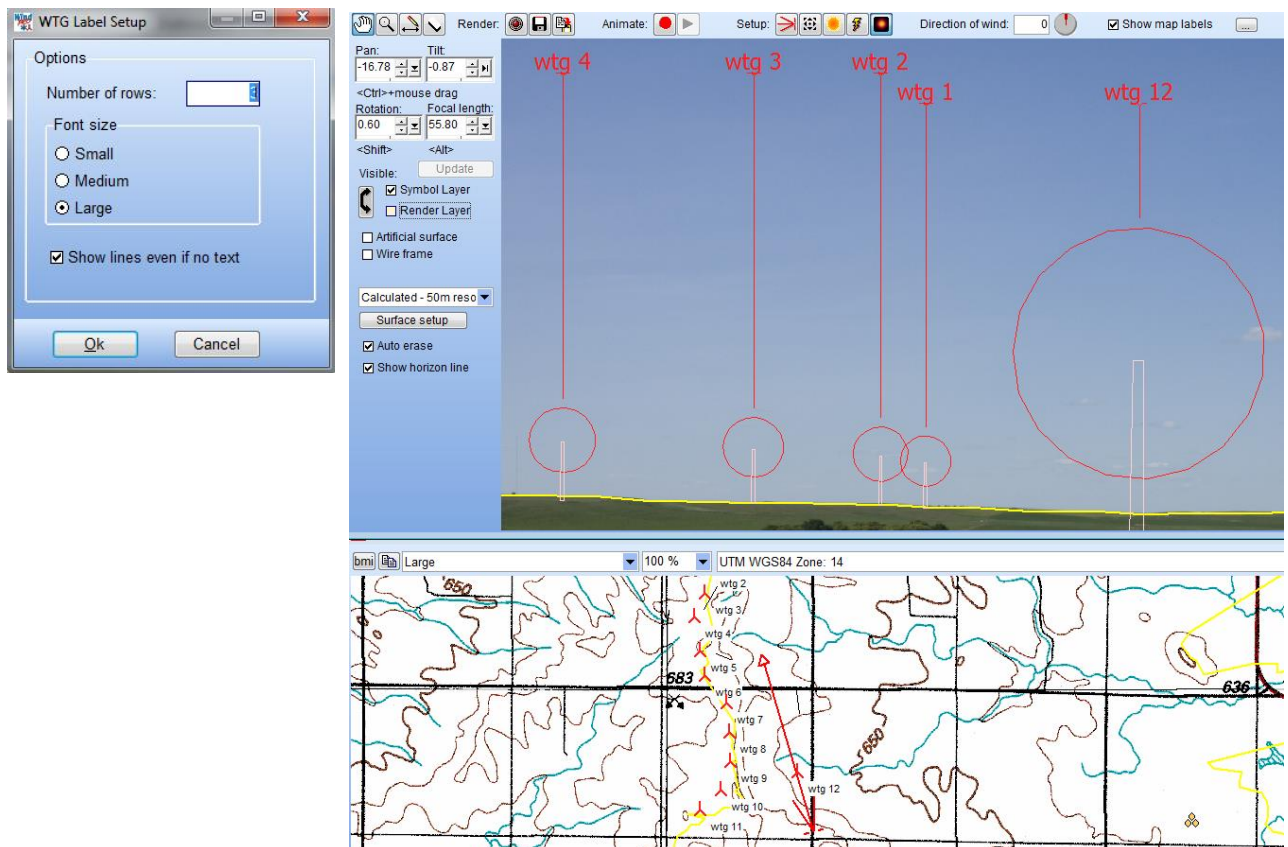 WTG Label Setup
Options
Number of rows: 3
Font size
Small
Medium
Large
Show lines even if no text
Ok
Cancel
Render:
Animate:
Setup:
Direction of wind: 0
Show map labels
...
Pan:
Tilt:
-16.78
-0.87
<Ctrl>+mouse drag
Rotation:
Focal length:
0.60
55.80
<Shift>
<Alt>
Visible:
Update
Symbol Layer
Render Layer
Artificial surface
Wire frame
Calculated - 50m reso
Surface setup
Auto erase
Show horizon line
wtg 4
wtg 3
wtg 2
wtg 1
wtg 12
bmi
Large
100 %
UTM WGS84 Zone: 14
650
wtg 2
wtg 3
wtg 4
wtg 5
683
wtg 6
636
wtg 7
650
wtg 8
wtg 9
wtg 12
wtg 10
wtg 11